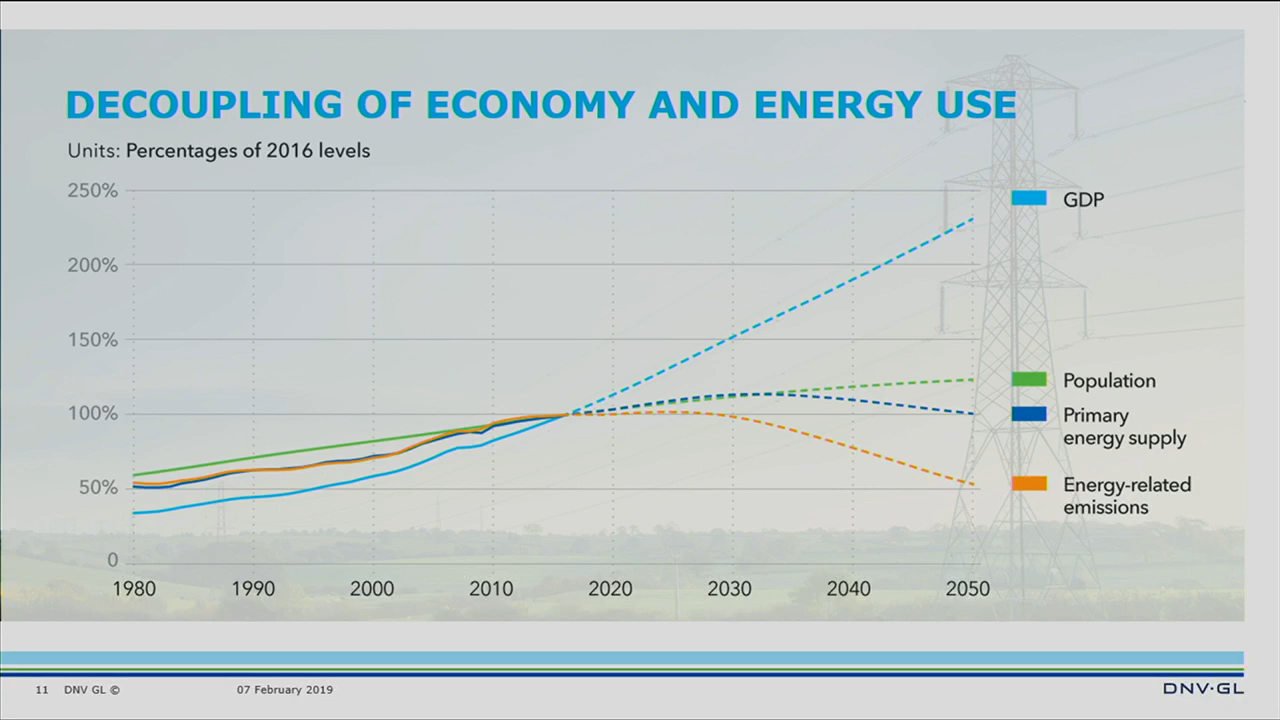 DECOUPLING OF ECONOMY AND ENERGY USE
Units: Percentages of 2016 levels
250%
200%
150%
100%
50%
0
1980 1990 2000 2010 2020 2030 2040 2050
GDP
Population
Primary
energy supply
Energy-related
emissions
11 DNV GL © 07 February 2019
DNV·GL